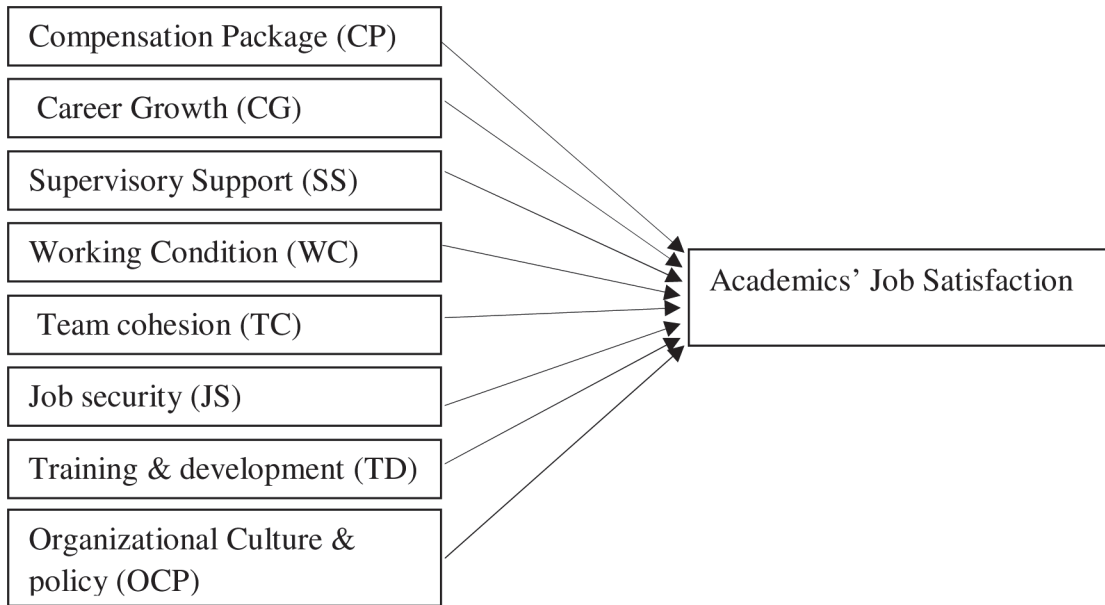 Compensation Package (CP)
Career Growth (CG)
Supervisory Support (SS)
Working Condition (WC)
Team cohesion (TC)
Job security (JS)
Training & development (TD)
Organizational Culture &
policy (OCP)
Academics’ Job Satisfaction